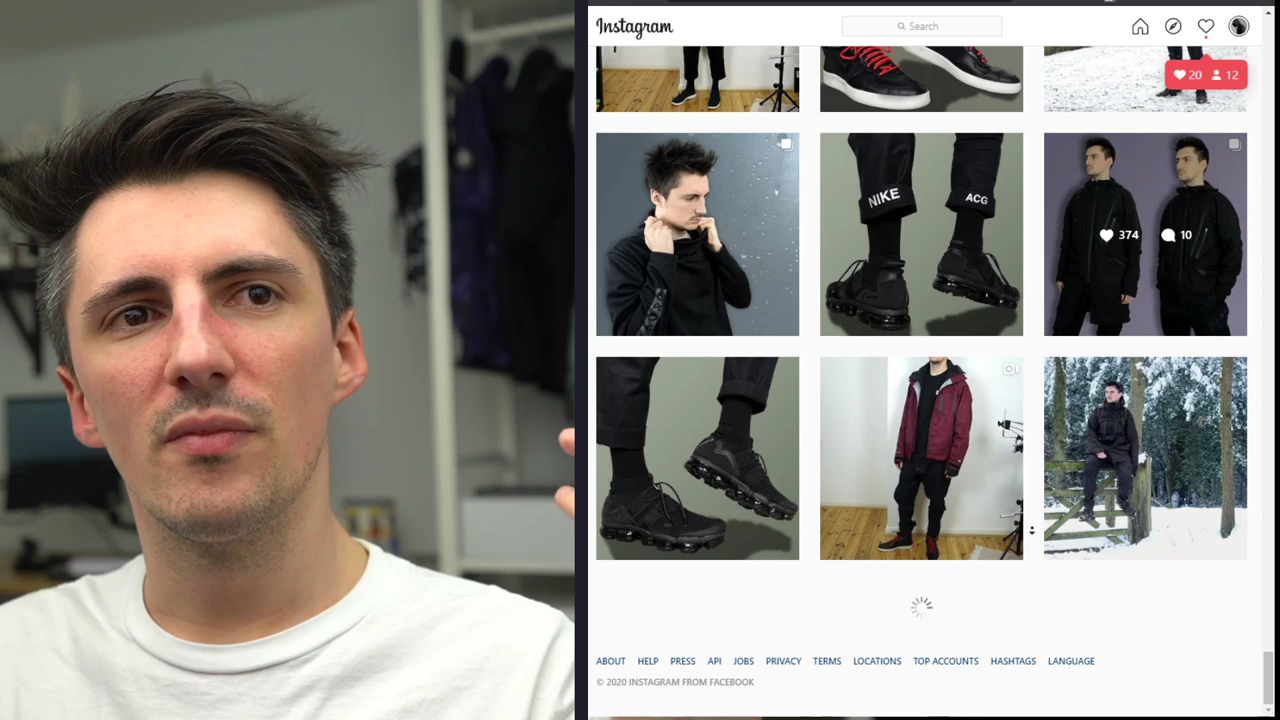 Instagram
Search
20 12
NIKE ACG
374 10
ABOUT HELP PRESS API JOBS PRIVACY TERMS LOCATIONS TOP ACCOUNTS HASHTAGS LANGUAGE
© 2020 INSTAGRAM FROM FACEBOOK